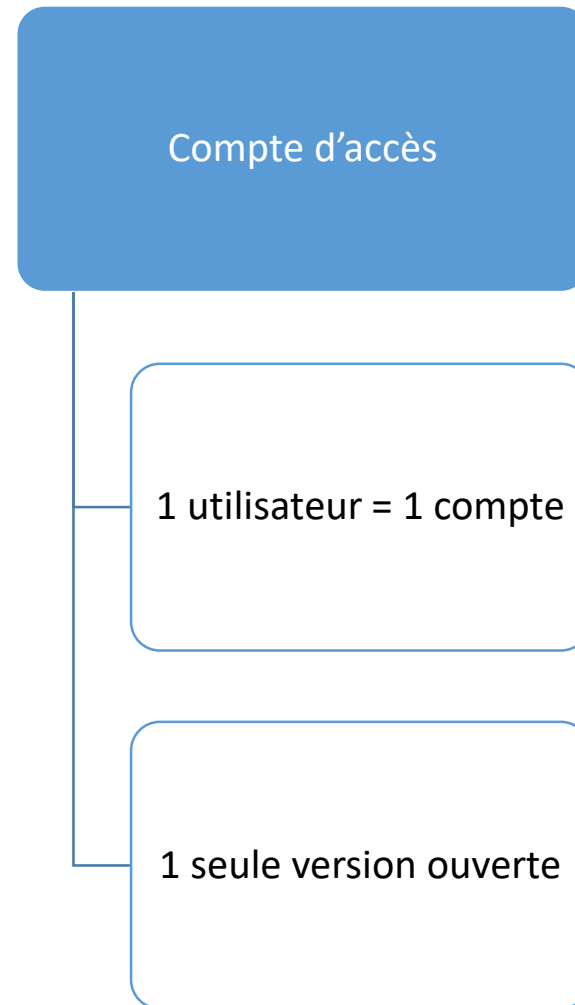 Compte d’accès
1 utilisateur = 1 compte
1 seule version ouverte